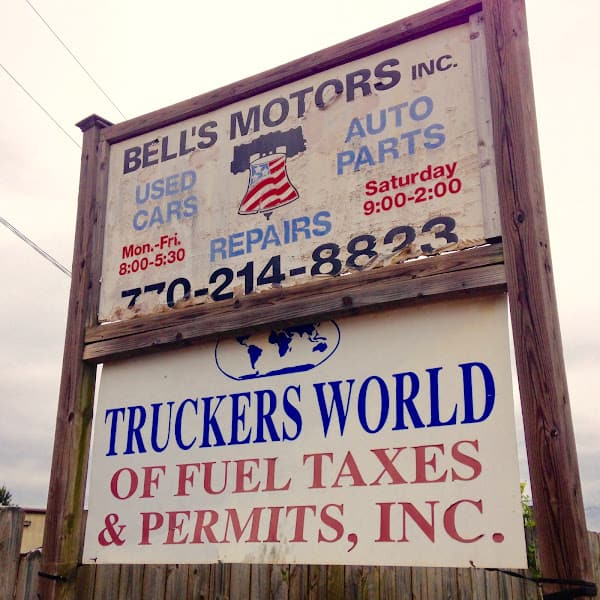 BELL'S MOTORS INC.
USED
CARS
AUTO
PARTS
Mon.-Fri.
8:00-5:30
REPAIRS
Saturday
9:00-2:00
770-214-8823
TRUCKERS WORLD
OF FUEL TAXES
& PERMITS, INC.